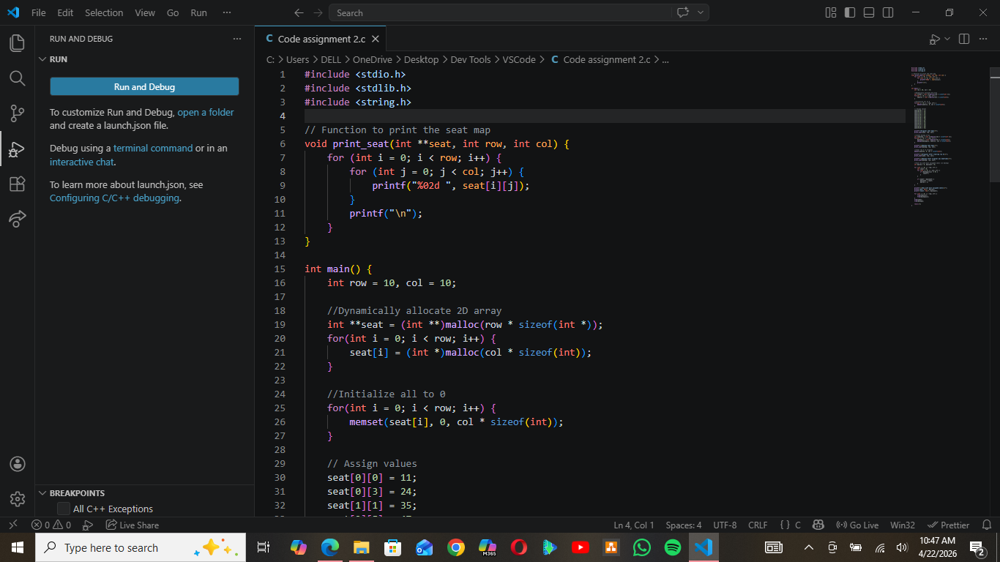 File Edit Selection View Go Run ···
Search
RUN AND DEBUG ···
RUN
Run and Debug
To customize Run and Debug, open a folder
and create a launch.json file.
Debug using a terminal command or in an
interactive chat.
To learn more about launch.json, see
Configuring C/C++ debugging.
BREAKPOINTS
All C++ Exceptions
C Code assignment 2.c
C: > Users > DELL > OneDrive > Desktop > Dev Tools > VSCode > C Code assignment 2.c > ...
1 #include <stdio.h>
2 #include <stdlib.h>
3 #include <string.h>
4
5 // Function to print the seat map
6 void print_seat(int **seat, int row, int col) {
7 for (int i = 0; i < row; i++) {
8 for (int j = 0; j < col; j++) {
9 printf("%02d ", seat[i][j]);
10 }
11 printf("\n");
12 }
13 }
14
15 int main() {
16 int row = 10, col = 10;
17
18 //Dynamically allocate 2D array
19 int **seat = (int **)malloc(row * sizeof(int *));
20 for(int i = 0; i < row; i++) {
21 seat[i] = (int *)malloc(col * sizeof(int));
22 }
23
24 //Initialize all to 0
25 for(int i = 0; i < row; i++) {
26 memset(seat[i], 0, col * sizeof(int));
27 }
28
29 // Assign values
30 seat[0][0] = 11;
31 seat[0][3] = 24;
32 seat[1][1] = 35;
0 0 Live Share Ln 4, Col 1 Spaces: 4 UTF-8 CRLF { } C Go Live Win32 Prettier
Type here to search
M365
10:47 AM
4/22/2026
2